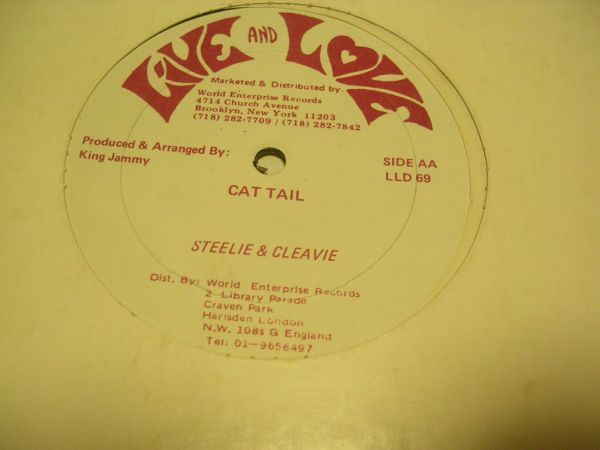 LIVE AND LOVE
Marketed & Distributed by:
World Enterprise Records
4714 Church Avenue
Brooklyn, New York 11203
(718) 282-7709 / (718) 282-7842
Produced & Arranged By:
King Jammy
SIDE AA
LLD 69
CAT TAIL
STEELIE & CLEAVIE
Dist. By: World Enterprise Records
2 Library Parade
Craven Park
Harlsden London
N.W. 108s G England
Tel: 01-9656497